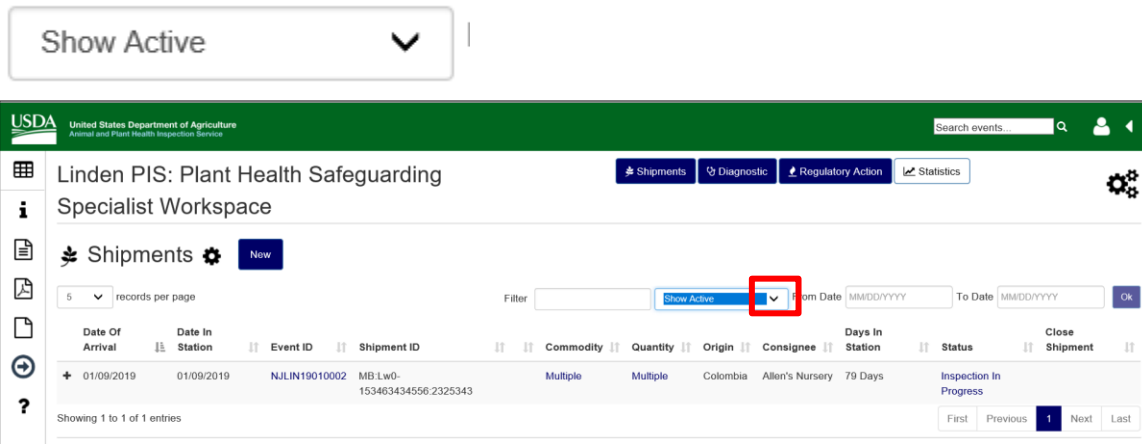 Show Active
USDA United States Department of Agriculture
Animal and Plant Health Inspection Service
Search events...
Linden PIS: Plant Health Safeguarding
Specialist Workspace
Shipments Diagnostic Regulatory Action Statistics
Shipments New
5 records per page Filter Show Active From Date MM/DD/YYYY To Date MM/DD/YYYY Ok
Date Of Arrival Date In Station Event ID Shipment ID Commodity Quantity Origin Consignee Days In Station Status Close Shipment
+ 01/09/2019 01/09/2019 NJLIN19010002 MB:Lw0- Multiple Multiple Colombia Allen's Nursery 79 Days Inspection In
153463434556:2325343 Progress
Showing 1 to 1 of 1 entries First Previous 1 Next Last